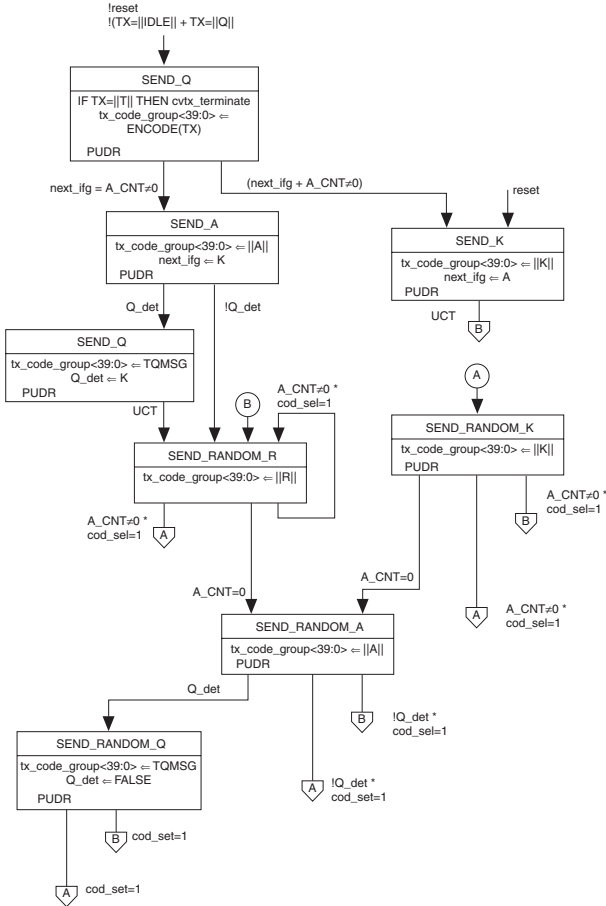 !reset
!(TX=||IDLE|| + TX=||Q||
SEND_Q
IF TX=||T|| THEN cvtx_terminate
tx_code_group<39:0> ⇐
ENCODE(TX)
PUDR
next_ifg = A_CNT≠0
(next_ifg + A_CNT≠0)
reset
SEND_A
tx_code_group<39:0> ⇐ ||A||
next_ifg ⇐ K
PUDR
SEND_K
tx_code_group<39:0> ⇐ ||K||
next_ifg ⇐ A
PUDR
Q_det
!Q_det
UCT
B
SEND_Q
tx_code_group<39:0> ⇐ TQMSG
Q_det ⇐ K
PUDR
UCT
B
A_CNT≠0 *
cod_sel=1
A
SEND_RANDOM_R
tx_code_group<39:0> ⇐ ||R||
SEND_RANDOM_K
tx_code_group<39:0> ⇐ ||K||
PUDR
A_CNT≠0 *
cod_sel=1
A
B
A_CNT≠0 *
cod_sel=1
A_CNT=0
A_CNT=0
A
A_CNT≠0 *
cod_sel=1
SEND_RANDOM_A
tx_code_group<39:0> ⇐ ||A||
PUDR
Q_det
B
!Q_det *
cod_sel=1
SEND_RANDOM_Q
tx_code_group<39:0> ⇐ TQMSG
Q_det ⇐ FALSE
PUDR
A
!Q_det *
cod_set=1
B
cod_set=1
A
cod_set=1